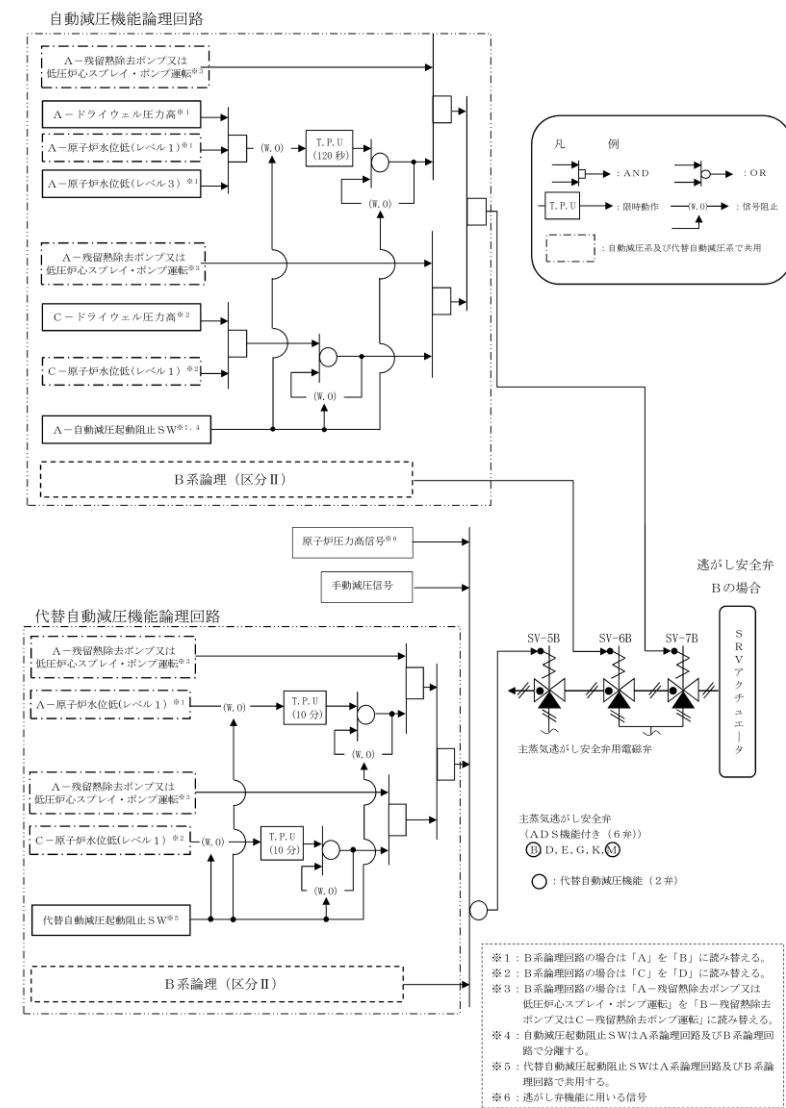 自動減圧機能論理回路
A－残留熱除去ポンプ又は
低圧炉心スプレイ・ポンプ運転※3
A－ドライウェル圧力高※1
A－原子炉水位低(レベル1)※1
A－原子炉水位低(レベル3)※1
(W.O)
T.P.U
(120秒)
(W.O)
A－残留熱除去ポンプ又は
低圧炉心スプレイ・ポンプ運転※3
C－ドライウェル圧力高※2
C－原子炉水位低(レベル1)※2
(W.O)
A－自動減圧起動阻止SW※1，4
B系論理（区分Ⅱ）
凡　例
：AND
：OR
T.P.U
：限時動作
(W.O)
：信号阻止
：自動減圧系及び代替自動減圧系で共用
原子炉圧力高信号※6
手動減圧信号
代替自動減圧機能論理回路
A－残留熱除去ポンプ又は
低圧炉心スプレイ・ポンプ運転※3
A－原子炉水位低(レベル1)※1
(W.O)
T.P.U
(10分)
(W.O)
A－残留熱除去ポンプ又は
低圧炉心スプレイ・ポンプ運転※3
C－原子炉水位低(レベル1)※2
(W.O)
T.P.U
(10分)
(W.O)
代替自動減圧起動阻止SW※5
B系論理（区分Ⅱ）
逃がし安全弁
Bの場合
SV-5B
SV-6B
SV-7B
SRVアクチュエータ
主蒸気逃がし安全弁用電磁弁
主蒸気逃がし安全弁
(ADS機能付き（6弁）)
B, D, E, G, K, M
○：代替自動減圧機能（2弁）
※1：B系論理回路の場合は「A」を「B」に読み替える。
※2：B系論理回路の場合は「C」を「D」に読み替える。
※3：B系論理回路の場合は「A－残留熱除去ポンプ又は
低圧炉心スプレイ・ポンプ運転」を「B－残留熱除去
ポンプ又はC－残留熱除去ポンプ運転」に読み替える。
※4：自動減圧起動阻止SWはA系論理回路及びB系論理回
路で分離する。
※5：代替自動減圧起動阻止SWはA系論理回路及びB系論
理回路で共用する。
※6：逃がし弁機能に用いる信号